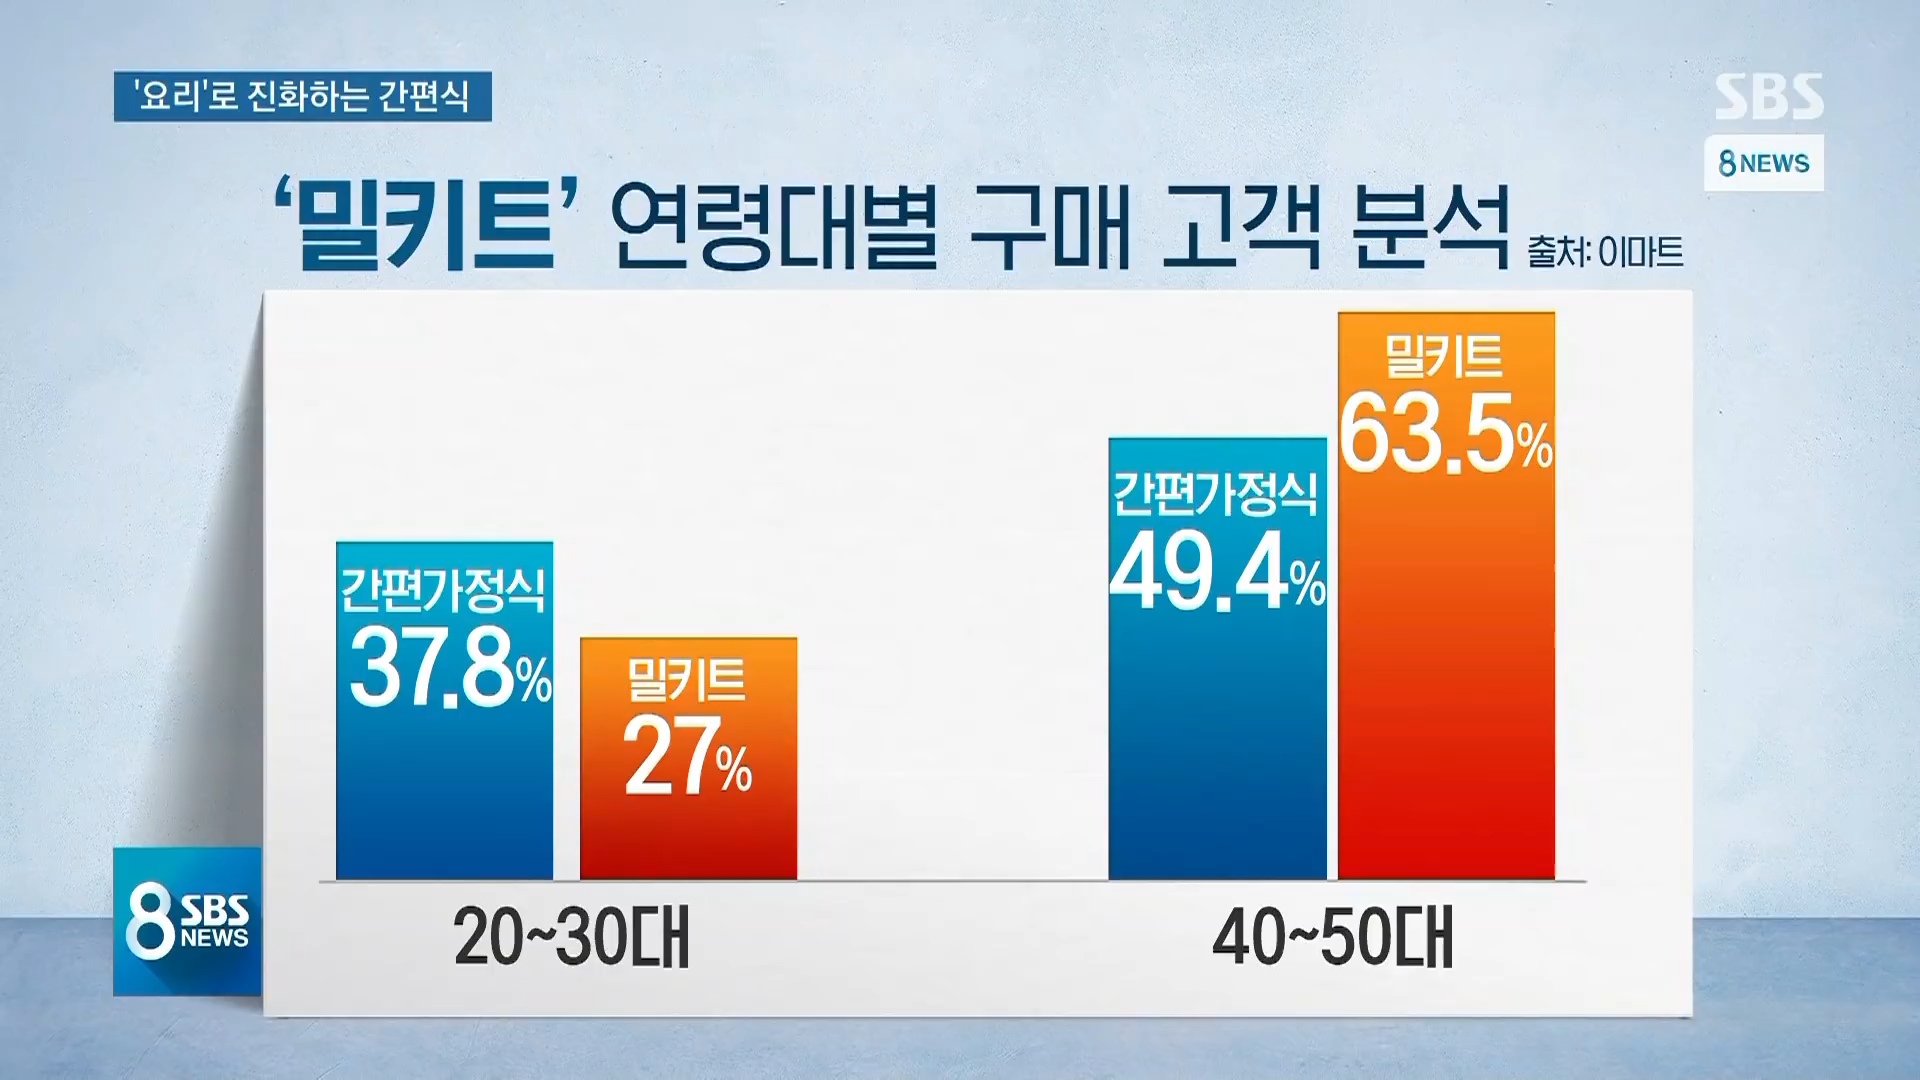 '요리'로 진화하는 간편식
SBS
8 NEWS
‘밀키트’ 연령대별 구매 고객 분석 출처: 이마트
밀키트
63.5%
간편가정식
49.4%
간편가정식
37.8%
밀키트
27%
20~30대
40~50대
8 SBS
NEWS